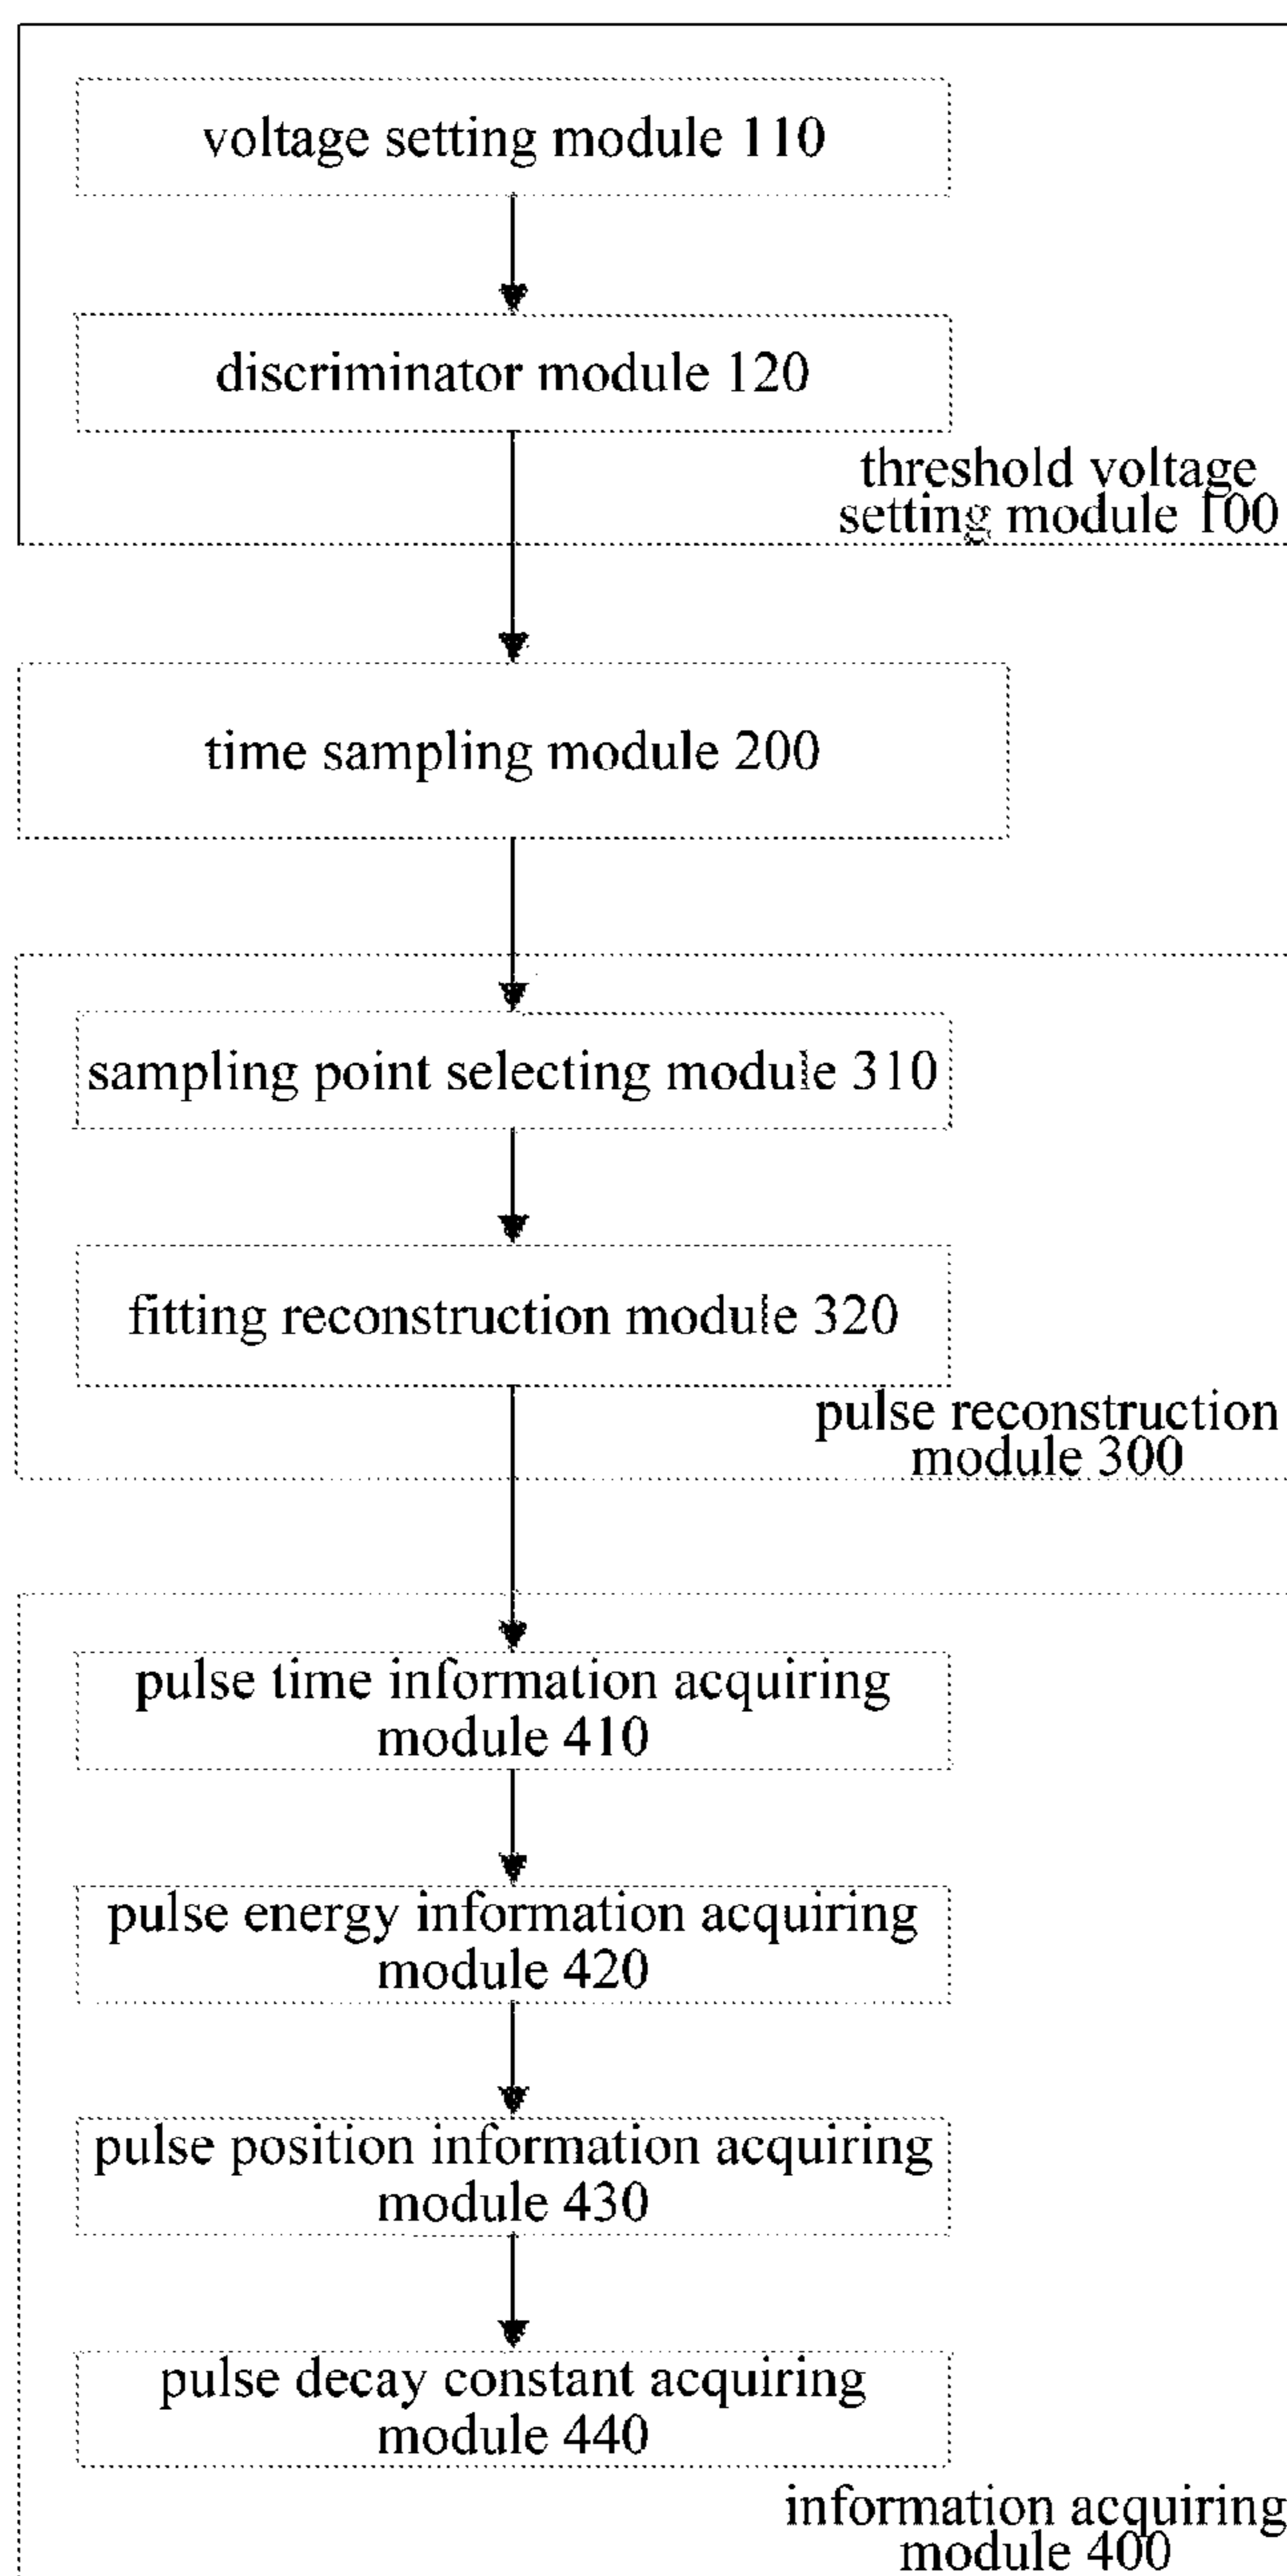 voltage setting module 110
discriminator module 120
threshold voltage
setting module 100
time sampling module 200
sampling point selecting module 310
fitting reconstruction module 320
pulse reconstruction
module 300
pulse time information acquiring
module 410
pulse energy information acquiring
module 420
pulse position information acquiring
module 430
pulse decay constant acquiring
module 440
information acquiring
module 400